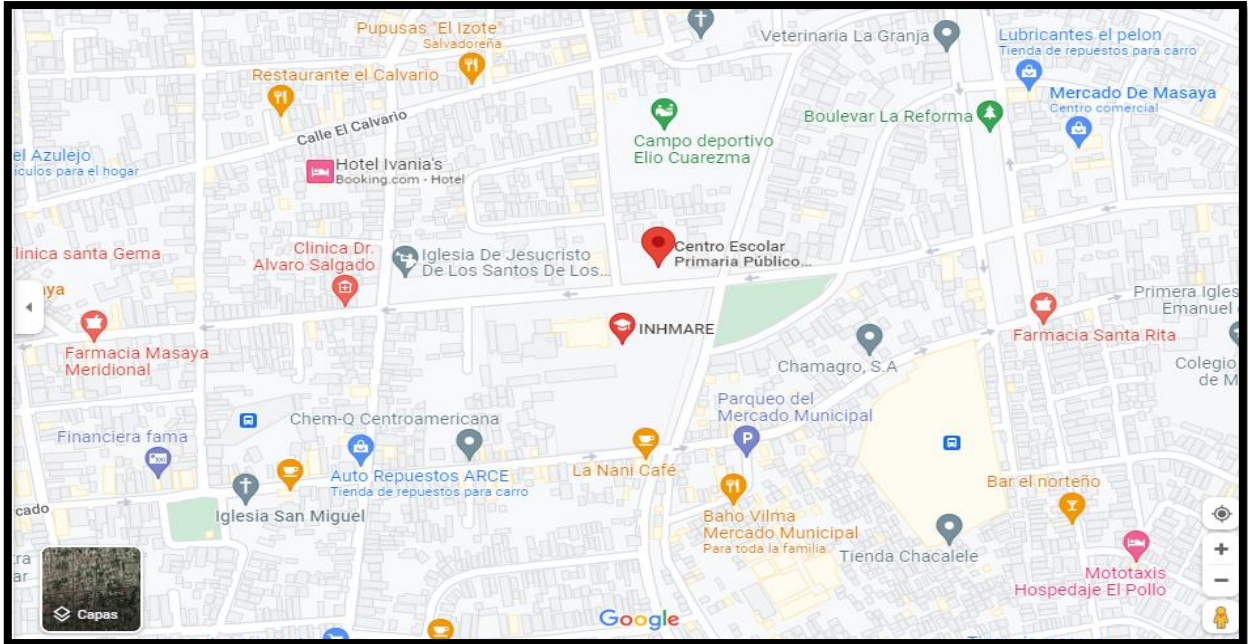 Pupusas "El Izote"
Salvadoreña
Veterinaria La Granja
Lubricantes el pelon
Tienda de repuestos para carro
Restaurante el Calvario
Mercado De Masaya
Centro comercial
Calle El Calvario
Campo deportivo
Elio Cuarezma
Boulevar La Reforma
el Azulejo
ículos para el hogar
Hotel Ivania's
Booking.com - Hotel
linica santa Gema
Clinica Dr.
Alvaro Salgado
Iglesia De Jesucristo
De Los Santos De Los...
Centro Escolar
Primaria Público...
aya
Primera Igles
Emanuel
INHMARE
Farmacia Santa Rita
Farmacia Masaya
Meridional
Chamagro, S.A
Colegio
de M
Parqueo del
Mercado Municipal
P
Chem-Q Centroamericana
Financiera fama
Auto Repuestos ARCE
Tienda de repuestos para carro
La Nani Café
Bar el norteño
cado
Iglesia San Miguel
Baho Vilma
Mercado Municipal
Para toda la familia
Tienda Chacalele
Mototaxis
Hospedaje El Pollo
tra
ar
Capas
Google